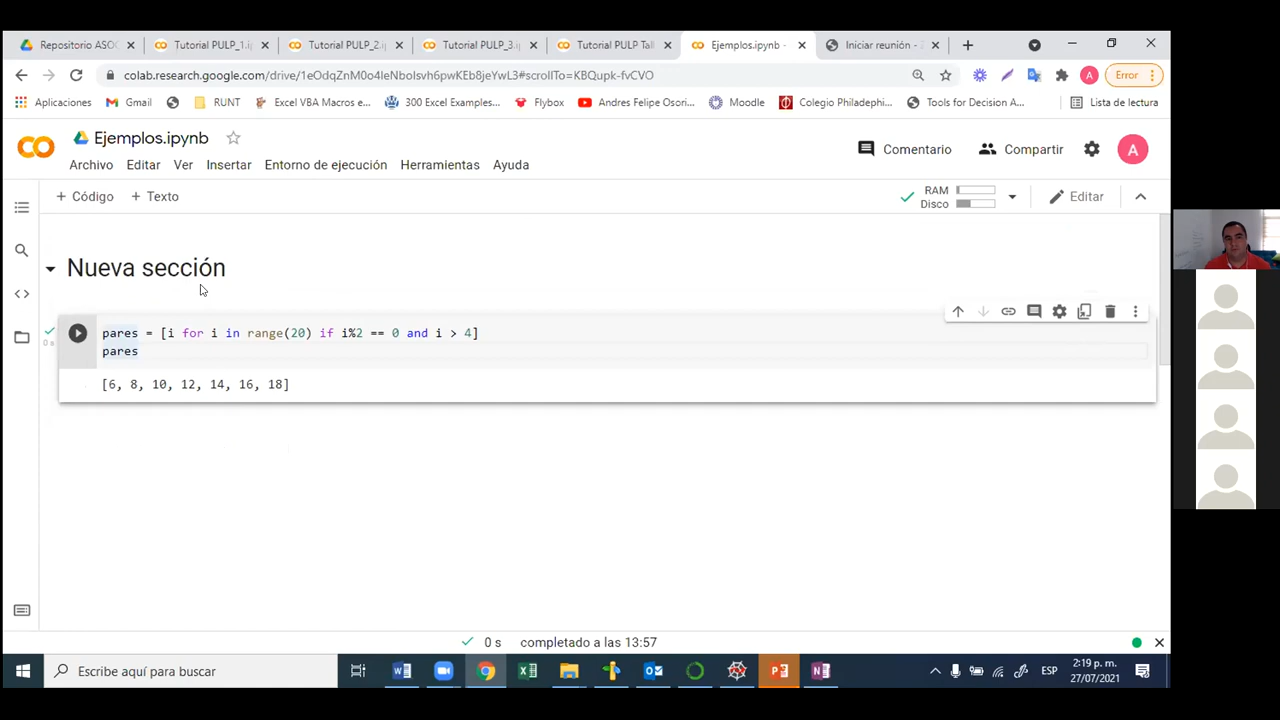 Repositorio ASO
Tutorial PULP_1.i
Tutorial PULP_2.i
Tutorial PULP_3.i
Tutorial PULP Tall
Ejemplos.ipynb -
Iniciar reunión -
colab.research.google.com/drive/1eOdqZnM0o4IeNboIsvh6pwKEb8jeYwL3#scrollTo=KBQupk-fvCVO
A
Error
Aplicaciones
Gmail
RUNT
Excel VBA Macros e...
300 Excel Examples...
Flybox
Andres Felipe Osori...
Moodle
Colegio Philadelphi...
Tools for Decision A...
Lista de lectura
Ejemplos.ipynb
Comentario
Compartir
A
Archivo Editar Ver Insertar Entorno de ejecución Herramientas Ayuda
+ Código + Texto
RAM
Disco
Editar
Nueva sección
pares = [i for i in range(20) if i%2 == 0 and i > 4]
0 s
pares
[6, 8, 10, 12, 14, 16, 18]
0 s completado a las 13:57
Escribe aquí para buscar
ESP
2:19 p. m.
27/07/2021